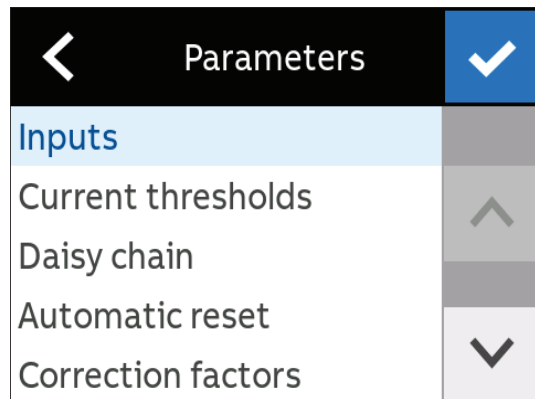 Parameters
Inputs
Current thresholds
Daisy chain
Automatic reset
Correction factors